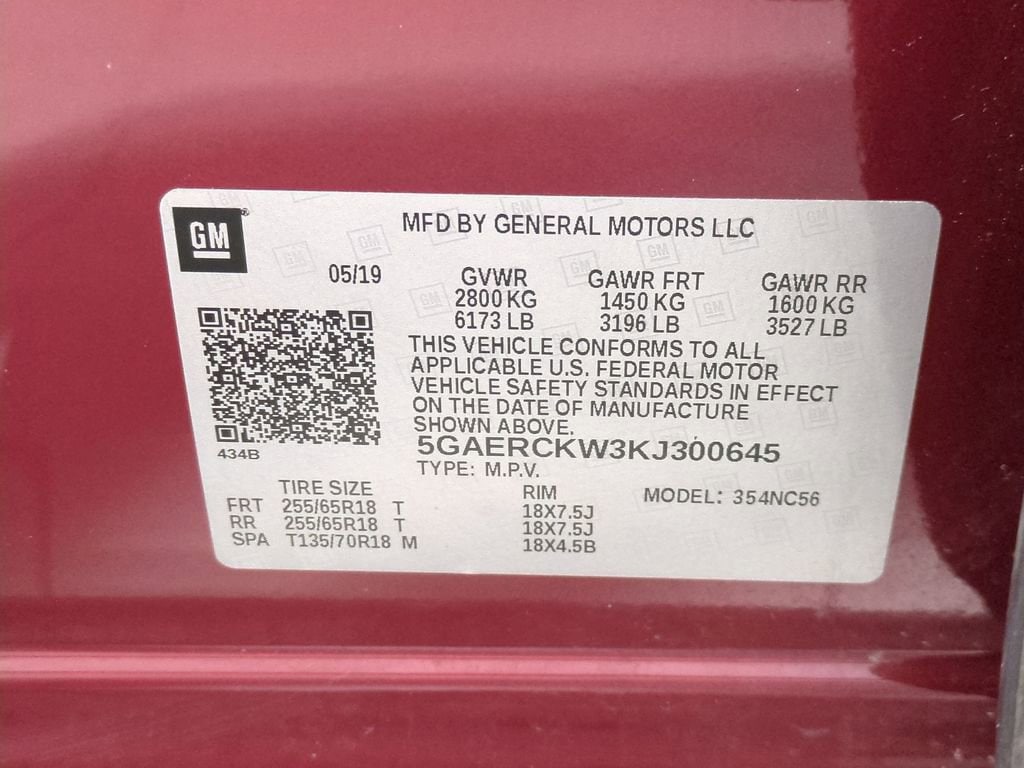 GM
MFD BY GENERAL MOTORS LLC
05/19 GVWR GAWR FRT GAWR RR
2800 KG 1450 KG 1600 KG
6173 LB 3196 LB 3527 LB
THIS VEHICLE CONFORMS TO ALL
APPLICABLE U.S. FEDERAL MOTOR
VEHICLE SAFETY STANDARDS IN EFFECT
ON THE DATE OF MANUFACTURE
SHOWN ABOVE.
434B
5GAERCKW3KJ300645
TYPE: M.P.V.
TIRE SIZE RIM MODEL: 354NC56
FRT 255/65R18 T 18X7.5J
RR 255/65R18 T 18X7.5J
SPA T135/70R18 M 18X4.5B